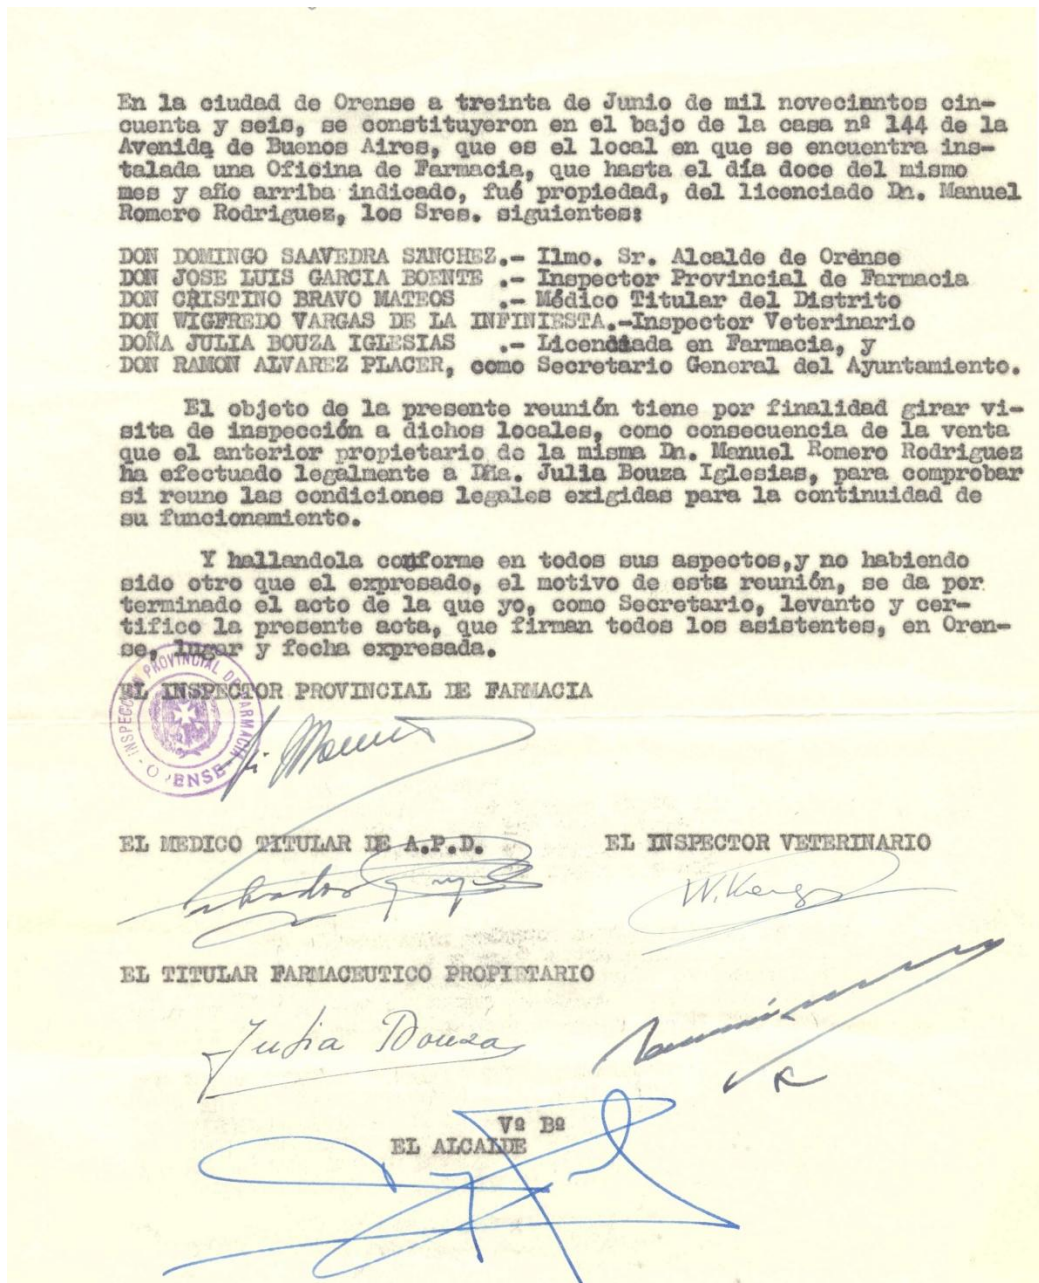 En la ciudad de Orense a treinta de Junio de mil noveciantos cin-
cuenta y seis, se constituyeron en el bajo de la casa nº 144 de la
Avenida de Buenos Aires, que es el local en que se encuentra ins-
talada una Oficina de Farmacia, que hasta el día doce del mismo
mes y año arriba indicado, fué propiedad, del licenciado Dn. Manuel
Romero Rodriguez, los Sres. siguientes:
DON DOMINGO SAAVEDRA SANCHEZ.- Ilmo. Sr. Alcalde de Orense
DON JOSE LUIS GARCIA BOENTE .- Inspector Provincial de Farmacia
DON CRISTINO BRAVO MATEOS .- Médico Titular del Distrito
DON WIGFREDO VARGAS DE LA INFINIESTA.-Inspector Veterinario
DOÑA JULIA BOUZA IGLESIAS .- Licenciada en Farmacia, y
DON RAMON ALVAREZ PLACER, como Secretario General del Ayuntamiento.
El objeto de la presente reunión tiene por finalidad girar vi-
sita de inspección a dichos locales, como consecuencia de la venta
que el anterior propietario de la misma Dn. Manuel Romero Rodriguez
ha efectuado legalmente a Dña. Julia Bouza Iglesias, para comprobar
si reune las condiciones legales exigidas para la continuidad de
su funcionamiento.
Y hallandola conforme en todos sus aspectos,y no habiendo
sido otro que el expresado, el motivo de esta reunión, se da por
terminado el acto de la que yo, como Secretario, levanto y cer-
tifico la presente acta, que firman todos los asistentes, en Oren-
se, lugar y fecha expresada.
INSPECCION PROVINCIAL DE FARMACIA - ORENSE -
EL INSPECTOR PROVINCIAL DE FARMACIA
EL MEDICO TITULAR DE A.P.D. EL INSPECTOR VETERINARIO
W. Vargas
EL TITULAR FARMACEUTICO PROPIETARIO
Julia Bouza
Vº Bº
EL ALCALDE